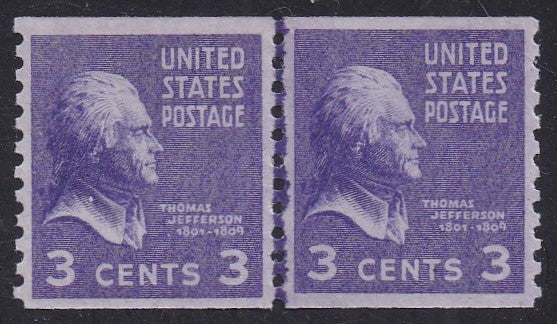 UNITED
STATES
POSTAGE
THOMAS
JEFFERSON
1801-1809
3 CENTS 3
UNITED
STATES
POSTAGE
THOMAS
JEFFERSON
1801-1809
3 CENTS 3